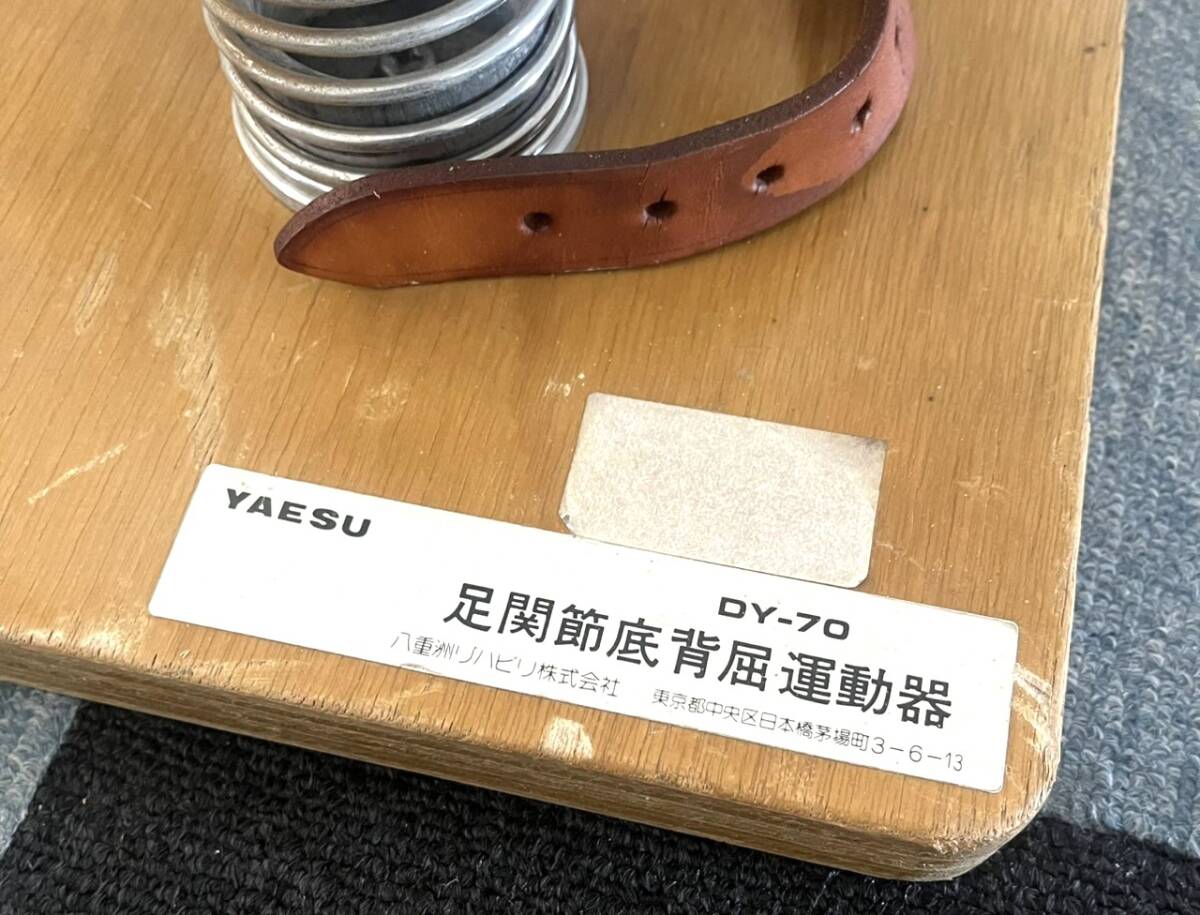 YAESU
DY-70
足関節底背屈運動器
八重洲リハビリ株式会社 東京都中央区日本橋茅場町3-6-13